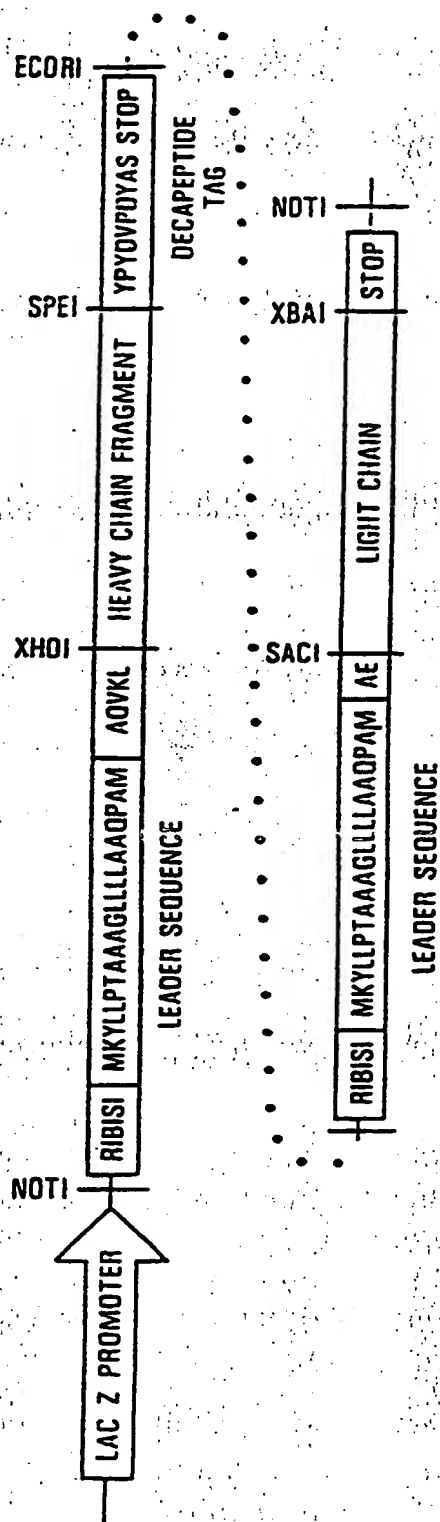 LAC Z PROMOTER
NOTI
RIBISI
MKYLLPTAAAGLLLLAAQPAM
LEADER SEQUENCE
AQVKL
XHOI
HEAVY CHAIN FRAGMENT
SPEI
YPYDVPDYAS STOP
DECAPEPTIDE
TAG
ECORI
RIBISI
MKYLLPTAAAGLLLLAAQPAM
LEADER SEQUENCE
AE
SACI
LIGHT CHAIN
XBAI
STOP
NOTI